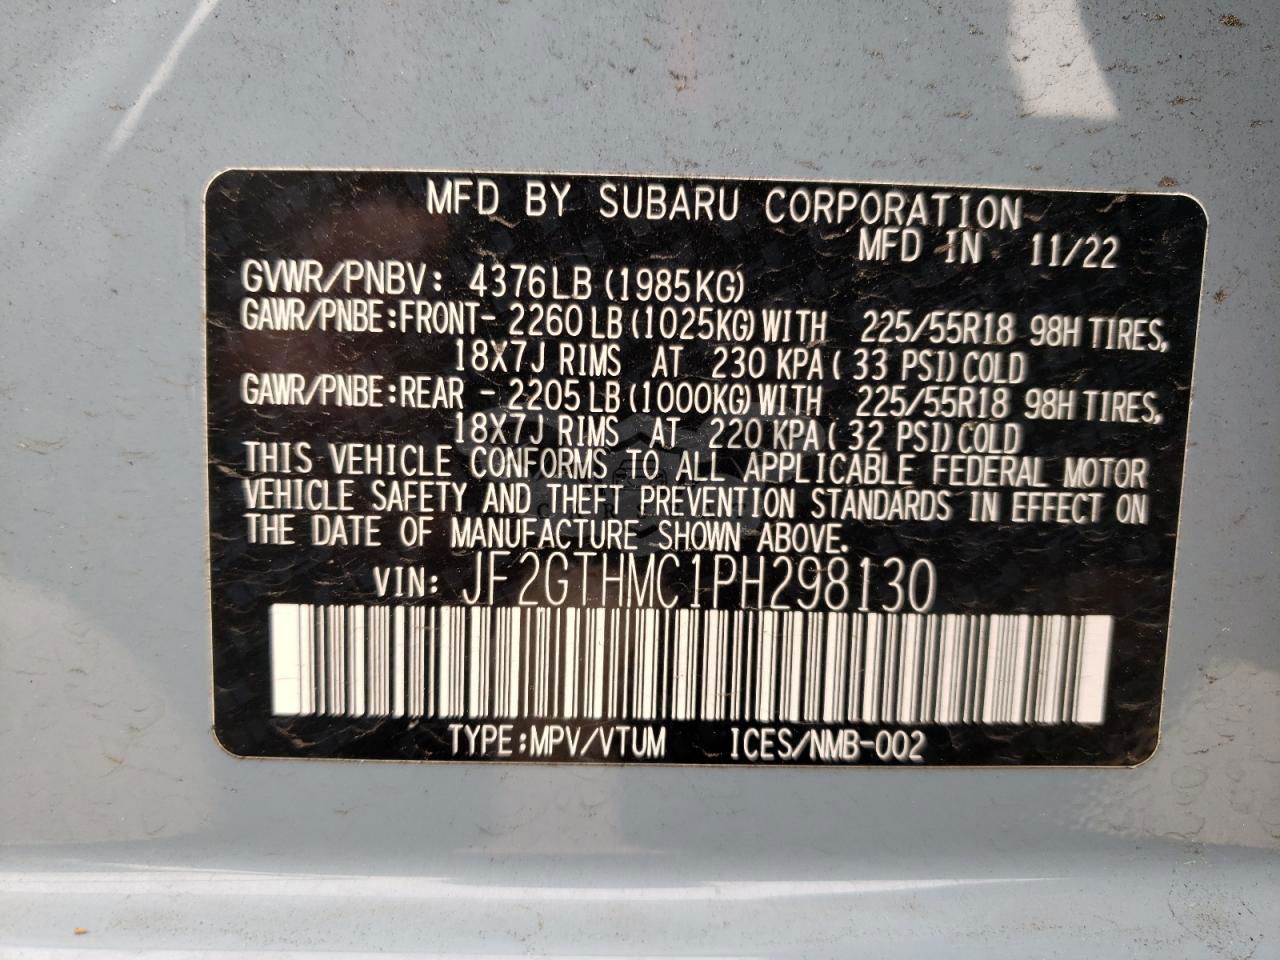 MFD BY SUBARU CORPORATION
MFD IN 11/22
GVWR/PNBV: 4376LB (1985KG)
GAWR/PNBE:FRONT- 2260 LB (1025KG) WITH 225/55R18 98H TIRES,
18X7J RIMS AT 230 KPA ( 33 PSI) COLD
GAWR/PNBE:REAR - 2205 LB (1000KG) WITH 225/55R18 98H TIRES,
18X7J RIMS AT 220 KPA ( 32 PSI) COLD
THIS VEHICLE CONFORMS TO ALL APPLICABLE FEDERAL MOTOR
VEHICLE SAFETY AND THEFT PREVENTION STANDARDS IN EFFECT ON
THE DATE OF MANUFACTURE SHOWN ABOVE.
VIN: JF2GTHMC1PH298130
TYPE:MPV/VTUM ICES/NMB-002